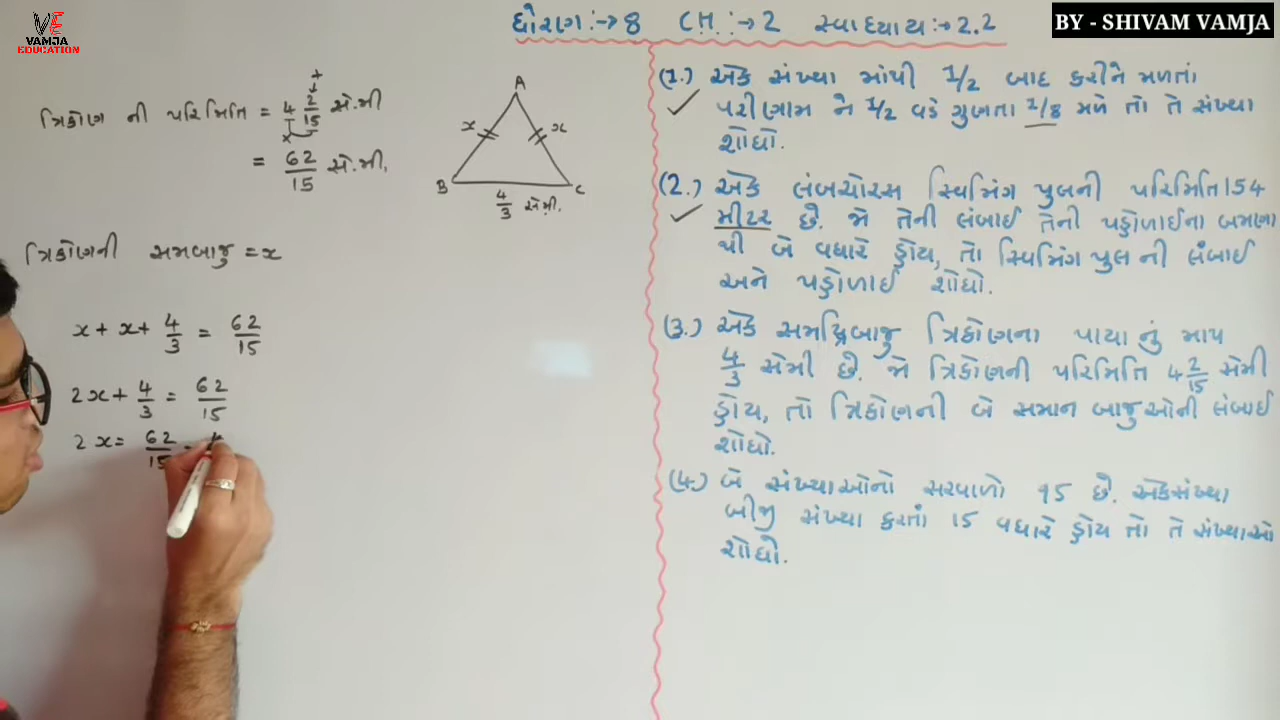 VE
VAMJA
EDUCATION
ધોરણ:→ 8 CH.:→ 2 સ્વાધ્યાય:→ 2.2
BY - SHIVAM VAMJA
ત્રિકોણ ની પરિમિતિ = 4 2/15 સે.મી
= 62/15 સે.મી.
A
x x
B C
4/3 સેમી.
ત્રિકોણની સમબાજુ = x
x + x + 4/3 = 62/15
2x + 4/3 = 62/15
2x = 62/15 -
(1.) એક સંખ્યા માંથી 1/2 બાદ કરીને મળતાં
પરીણામ ને 1/2 વડે ગુણતા 1/8 મળે તો તે સંખ્યા
શોધો.
(2.) એક લંબચોરસ સ્વિમિંગ પુલની પરિમિતિ 154
મીટર છે. જો તેની લંબાઈ તેની પહોળાઈના બમણા
થી બે વધારે હોય, તો સ્વિમિંગ પુલ ની લંબાઈ
અને પહોળાઈ શોધો.
(3.) એક સમદ્વિબાજુ ત્રિકોણના પાયા નું માપ
4/3 સેમી છે. જો ત્રિકોણની પરિમિતિ 4 2/15 સેમી
હોય, તો ત્રિકોણની બે સમાન બાજુઓની લંબાઈ
શોધો.
(4.) બે સંખ્યાઓનો સરવાળો ૧5 છે. એક સંખ્યા
બીજી સંખ્યા કરતાં 15 વધારે હોય તો તે સંખ્યાઓ
શોધો.